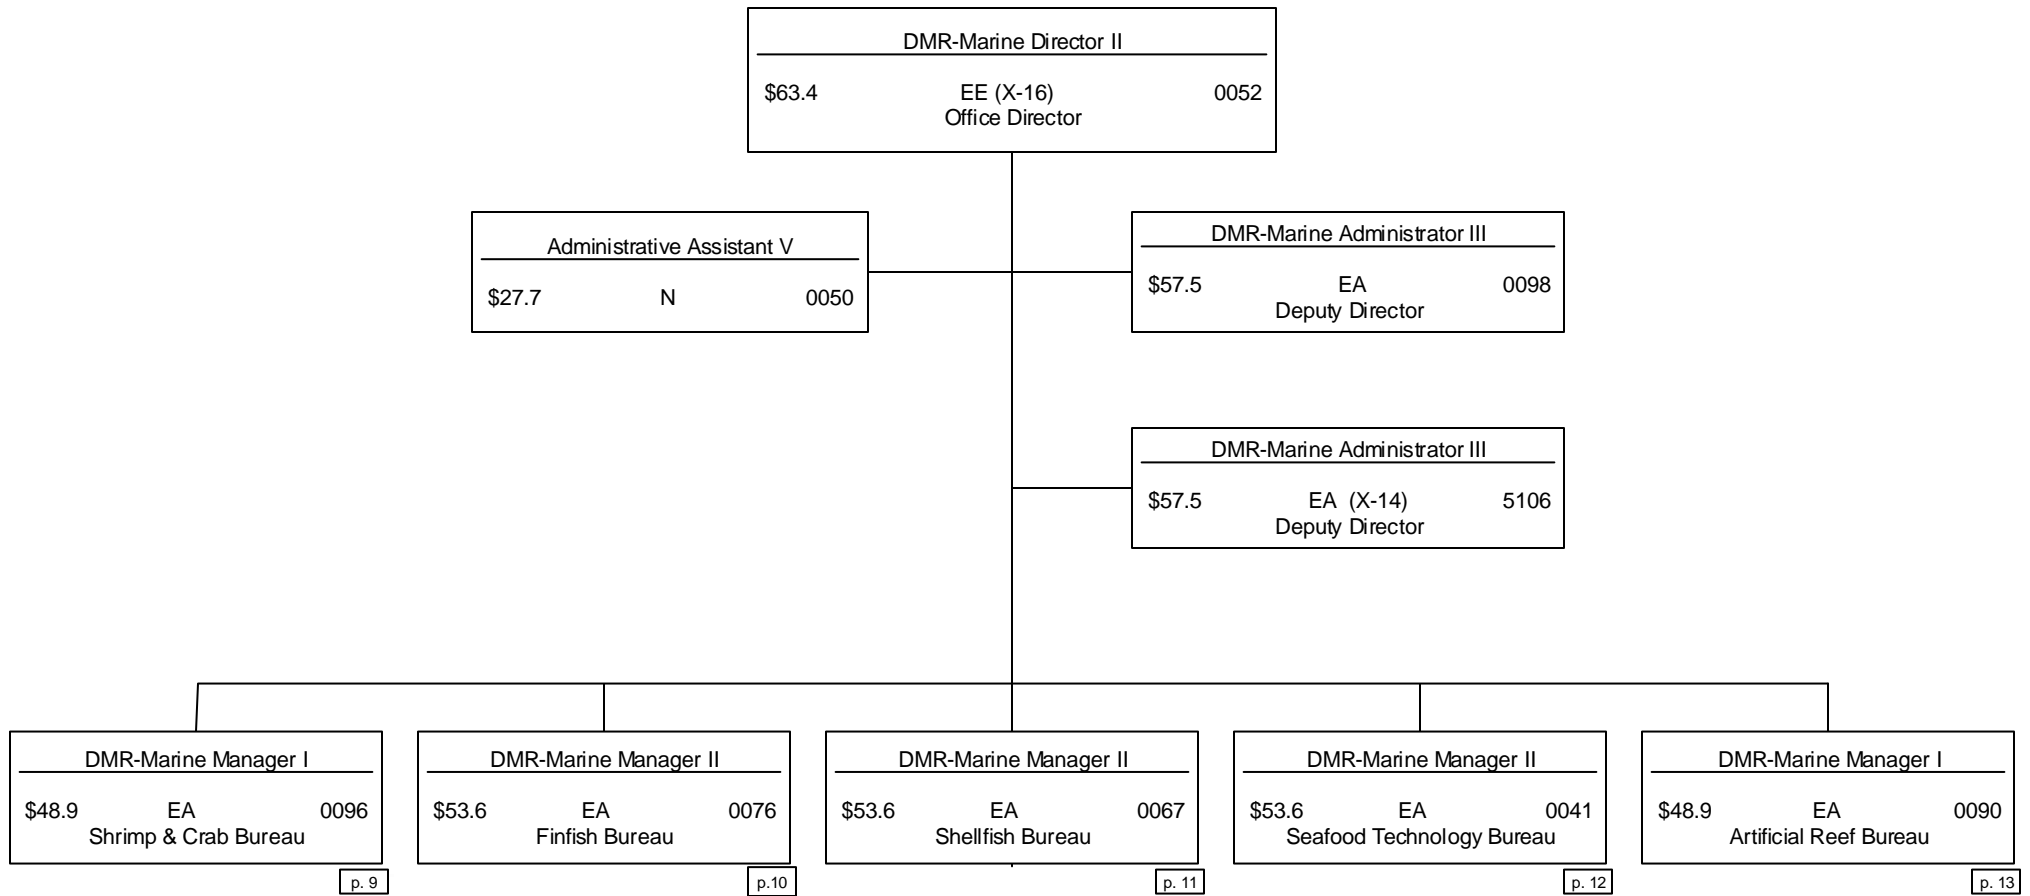 DMR-Marine Director II
$63.4 EE (X-16) 0052
Office Director
Administrative Assistant V
$27.7 N 0050
DMR-Marine Administrator III
$57.5 EA 0098
Deputy Director
DMR-Marine Administrator III
$57.5 EA (X-14) 5106
Deputy Director
DMR-Marine Manager I
$48.9 EA 0096
Shrimp & Crab Bureau
p. 9
DMR-Marine Manager II
$53.6 EA 0076
Finfish Bureau
p.10
DMR-Marine Manager II
$53.6 EA 0067
Shellfish Bureau
p. 11
DMR-Marine Manager II
$53.6 EA 0041
Seafood Technology Bureau
p. 12
DMR-Marine Manager I
$48.9 EA 0090
Artificial Reef Bureau
p. 13